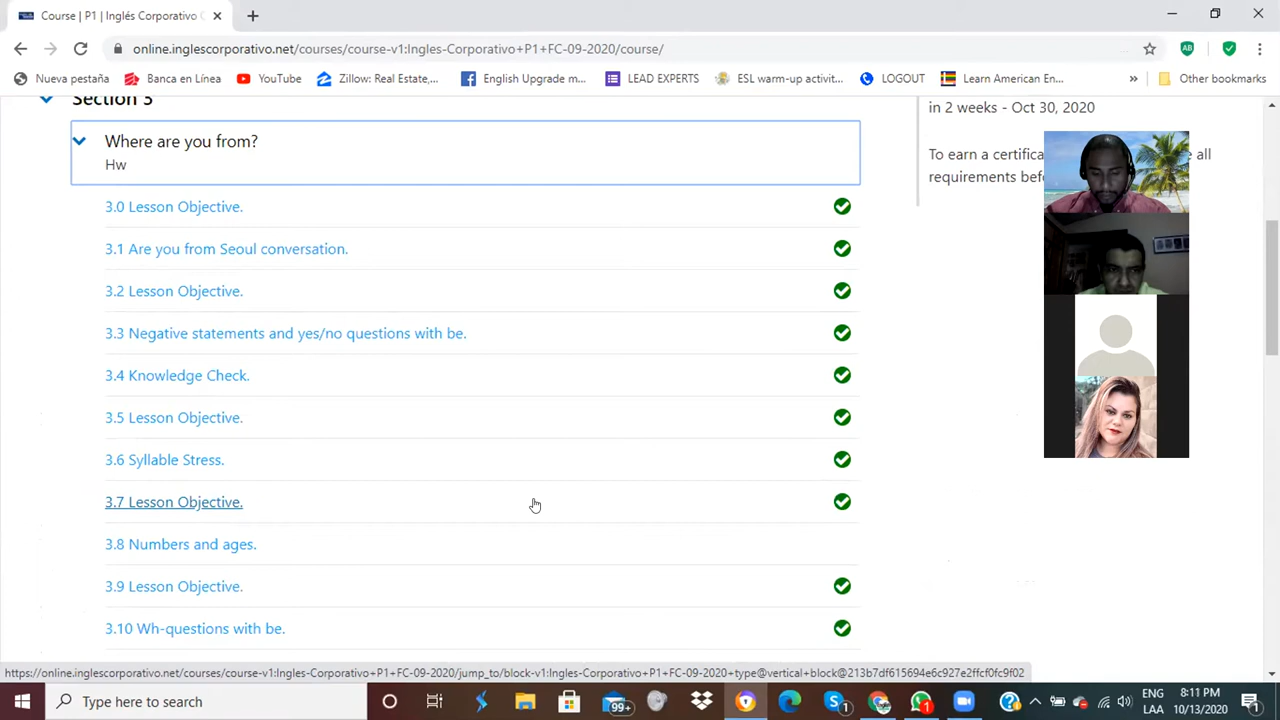 Course | P1 | Inglés Corporativo
online.inglescorporativo.net/courses/course-v1:Ingles-Corporativo+P1+FC-09-2020/course/
Nueva pestaña
Banca en Línea
YouTube
Zillow: Real Estate,...
English Upgrade m...
LEAD EXPERTS
ESL warm-up activit...
LOGOUT
Learn American En...
»
Other bookmarks
Section 3
in 2 weeks - Oct 30, 2020
Where are you from?
Hw
To earn a certifica
e all
requirements bef
3.0 Lesson Objective.
3.1 Are you from Seoul conversation.
3.2 Lesson Objective.
3.3 Negative statements and yes/no questions with be.
3.4 Knowledge Check.
3.5 Lesson Objective.
3.6 Syllable Stress.
3.7 Lesson Objective.
3.8 Numbers and ages.
3.9 Lesson Objective.
3.10 Wh-questions with be.
https://online.inglescorporativo.net/courses/course-v1:Ingles-Corporativo+P1+FC-09-2020/jump_to/block-v1:Ingles-Corporativo+P1+FC-09-2020+type@vertical+block@213b7df615694e6c927e2ffcf0fc9f02
Type here to search
99+
1
1
ENG
LAA
8:11 PM
10/13/2020
1